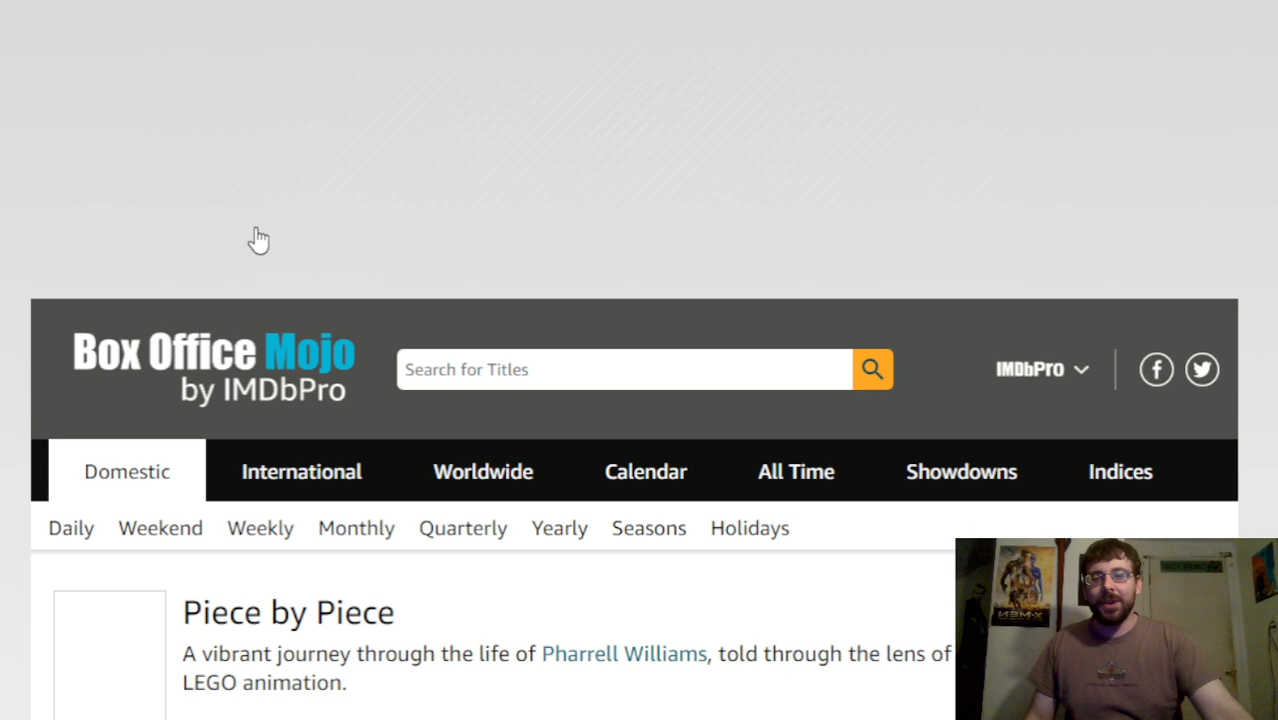 Box Office Mojo
by IMDbPro
Search for Titles
IMDbPro
Domestic
International
Worldwide
Calendar
All Time
Showdowns
Indices
Daily
Weekend
Weekly
Monthly
Quarterly
Yearly
Seasons
Holidays
Piece by Piece
A vibrant journey through the life of Pharrell Williams, told through the lens of
LEGO animation.